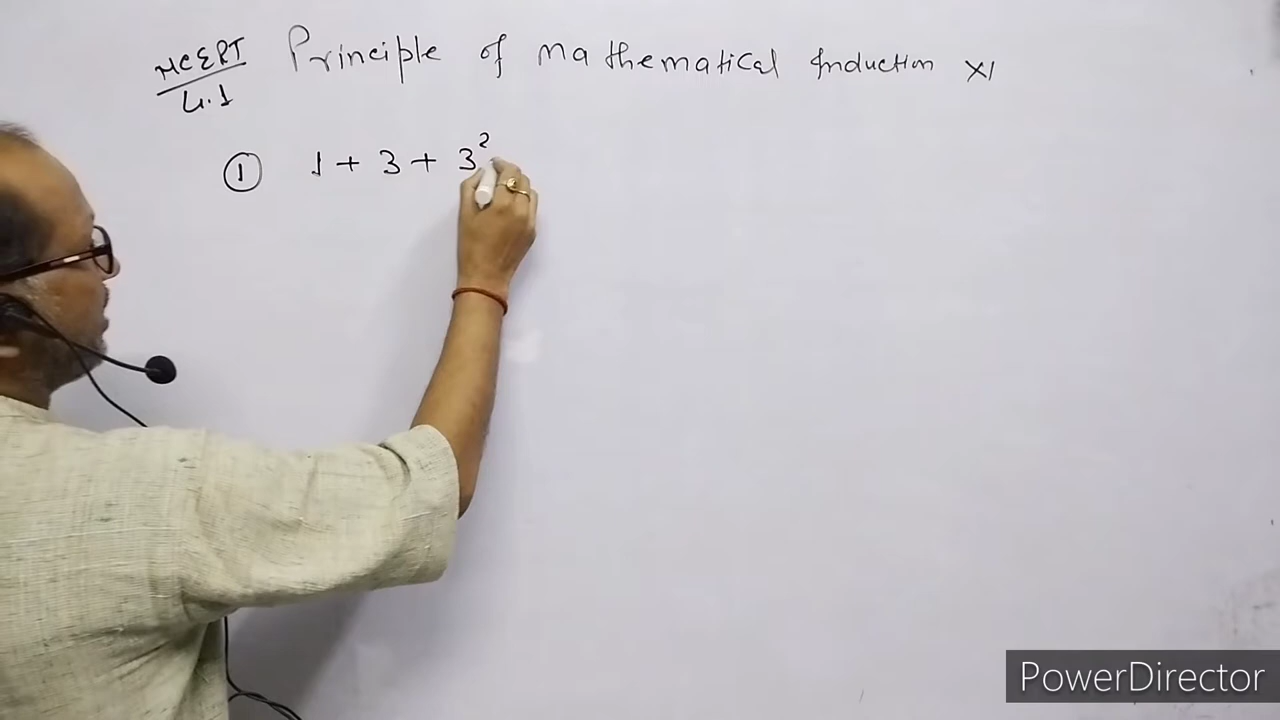 NCERT Principle of Mathematical Induction XI
4.1
① 1 + 3 + 3²
PowerDirector